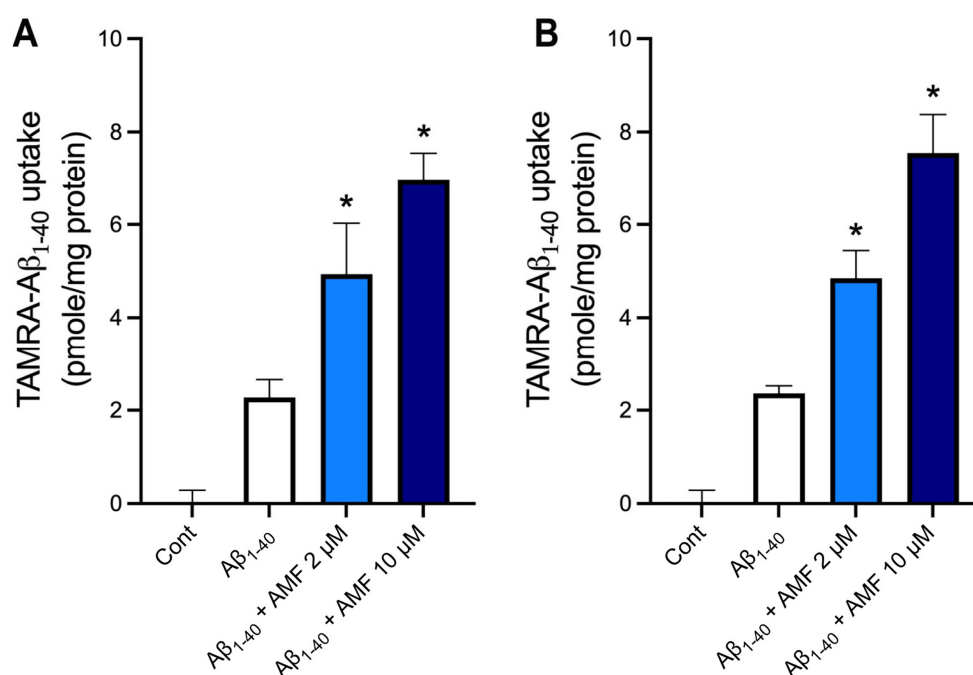 A
TAMRA-Aβ1-40 uptake
(pmole/mg protein)
10
8
6
4
2
0
*
*
Cont
Aβ1-40
Aβ1-40 + AMF 2 μM
Aβ1-40 + AMF 10 μM
B
TAMRA-Aβ1-40 uptake
(pmole/mg protein)
10
8
6
4
2
0
*
*
Cont
Aβ1-40
Aβ1-40 + AMF 2 μM
Aβ1-40 + AMF 10 μM